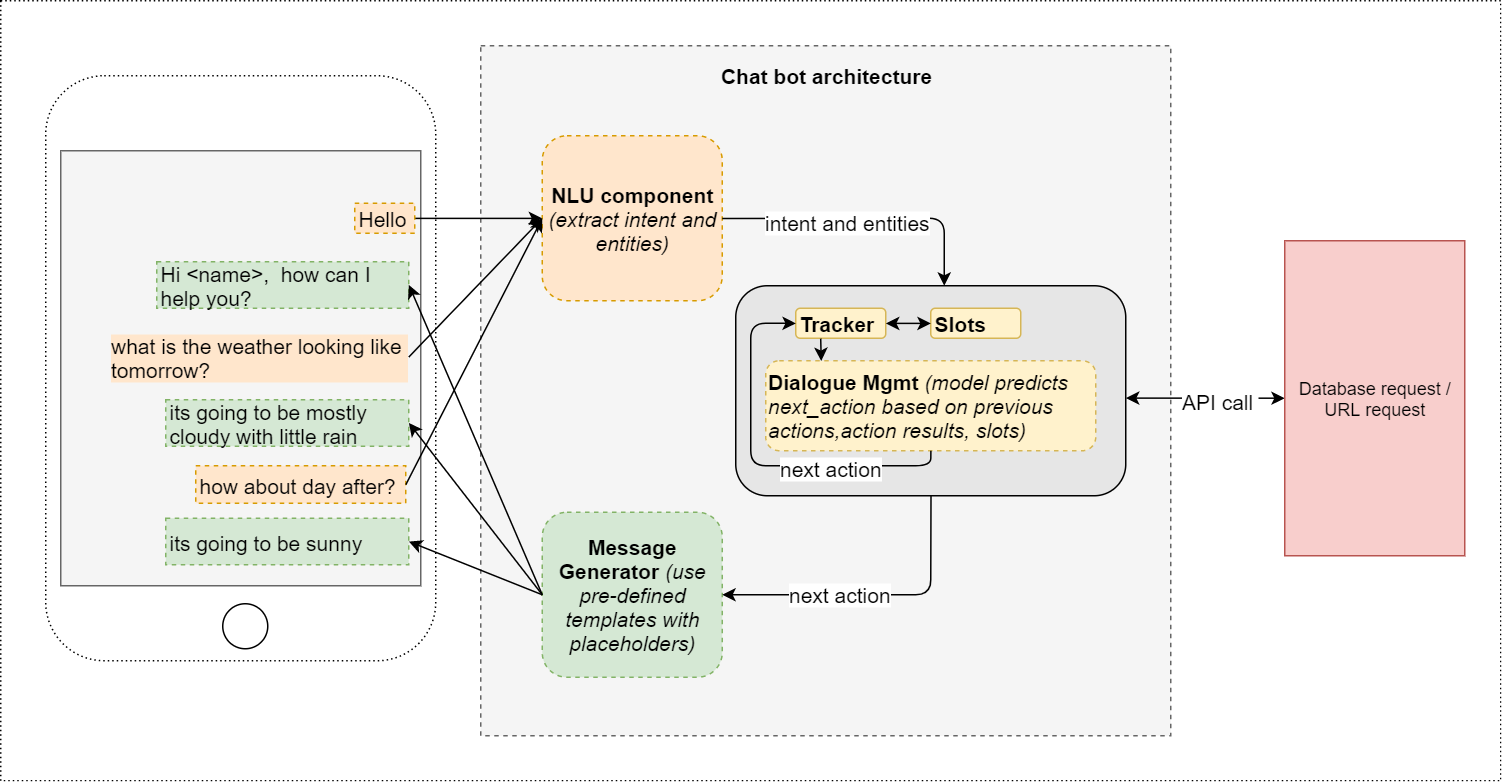 Chat bot architecture
Hello
Hi <name>,  how can I
help you?
what is the weather looking like
tomorrow?
its going to be mostly
cloudy with little rain
how about day after?
its going to be sunny
NLU component
(extract intent and
entities)
intent and entities
Tracker
Slots
Dialogue Mgmt (model predicts
next_action based on previous
actions,action results, slots)
next action
API call
Database request /
URL request
Message
Generator (use
pre-defined
templates with
placeholders)
next action